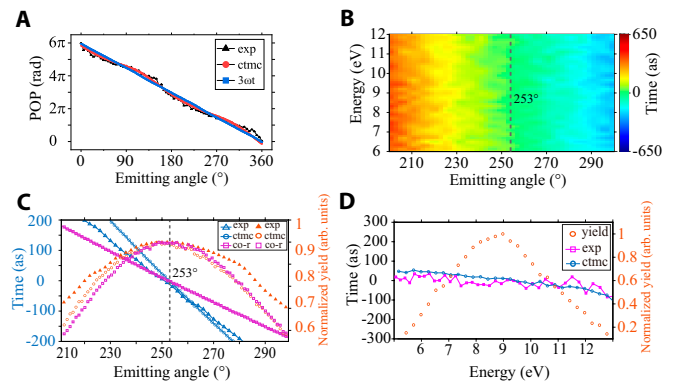 A
6π
4π
2π
0
POP (rad)
exp
ctmc
3ωt
0
90
180
270
360
Emitting angle (°)
B
12
11
10
9
8
7
6
Energy (eV)
253°
210
230
250
270
290
Emitting angle (°)
650
0
-650
Time (as)
C
200
100
0
-100
-200
Time (as)
exp
exp
ctmc
ctmc
co-r
co-r
253°
1
0.9
0.8
0.7
0.6
Normalized yield (arb. units)
210
230
250
270
290
Emitting angle (°)
D
300
200
100
0
-100
-200
-300
Time (as)
yield
exp
ctmc
1
0.8
0.6
0.4
0.2
Normalized yield (arb. units)
6
7
8
9
10
11
12
Energy (eV)